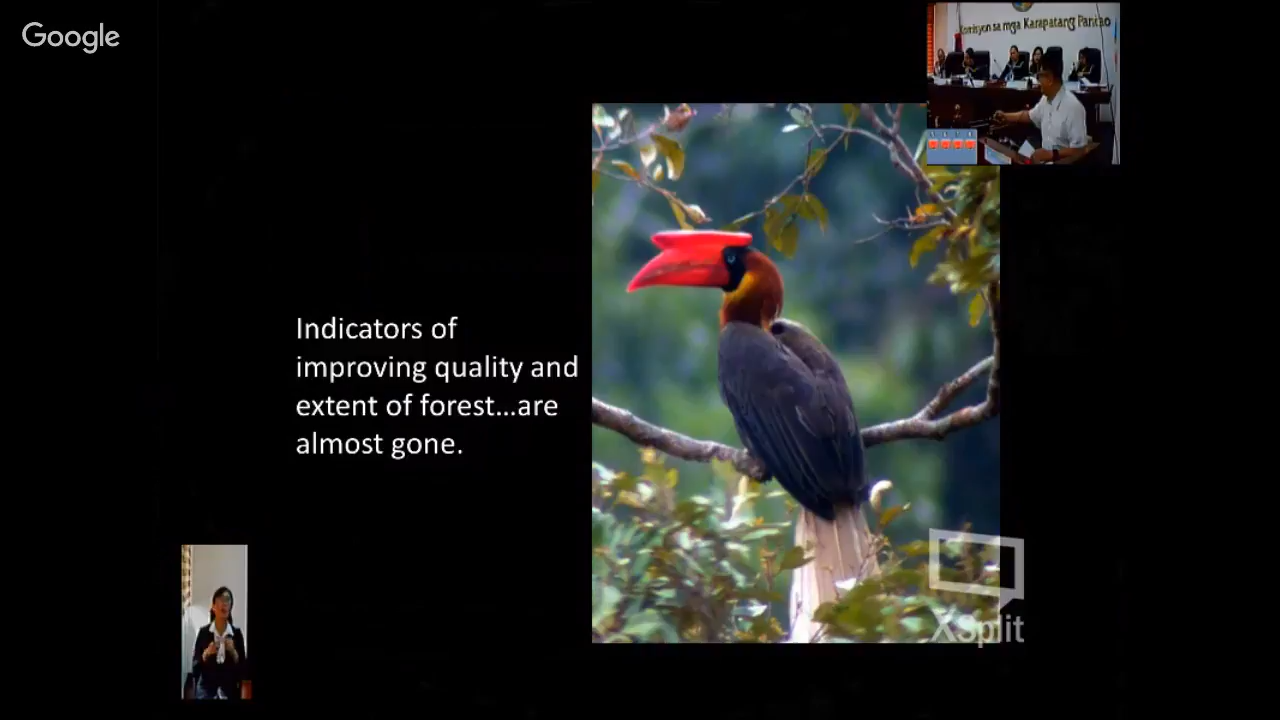 Google
Komisyon sa mga Karapatang Pantao
Indicators of
improving quality and
extent of forest...are
almost gone.
XSplit